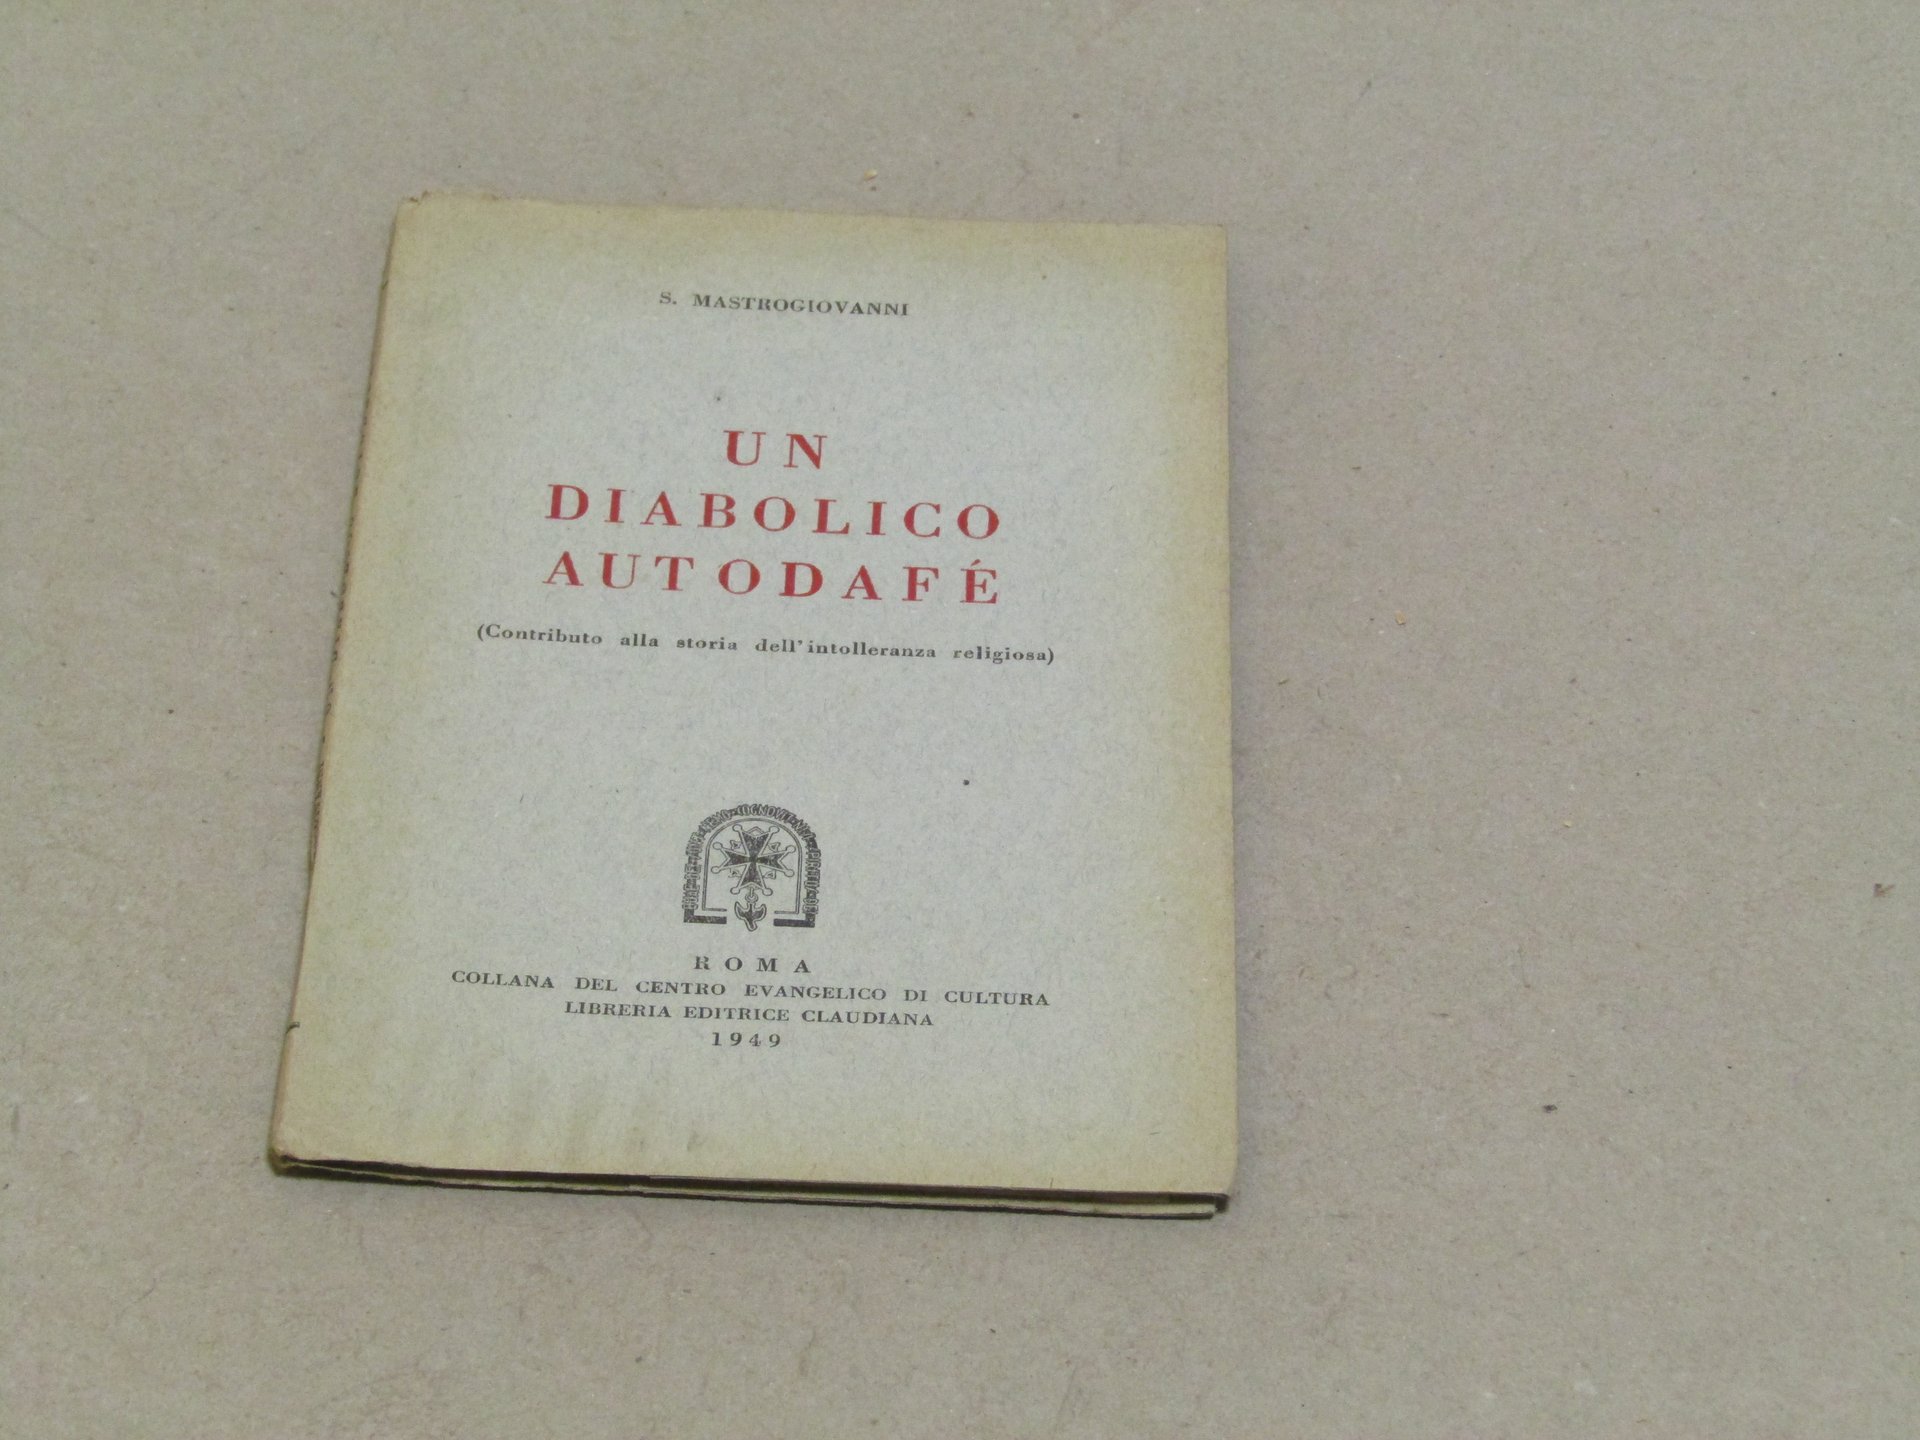 S. MASTROGIOVANNI
UN
DIABOLICO
AUTODAFÉ
(Contributo alla storia dell'intolleranza religiosa)
ROMA
COLLANA DEL CENTRO EVANGELICO DI CULTURA
LIBRERIA EDITRICE CLAUDIANA
1949